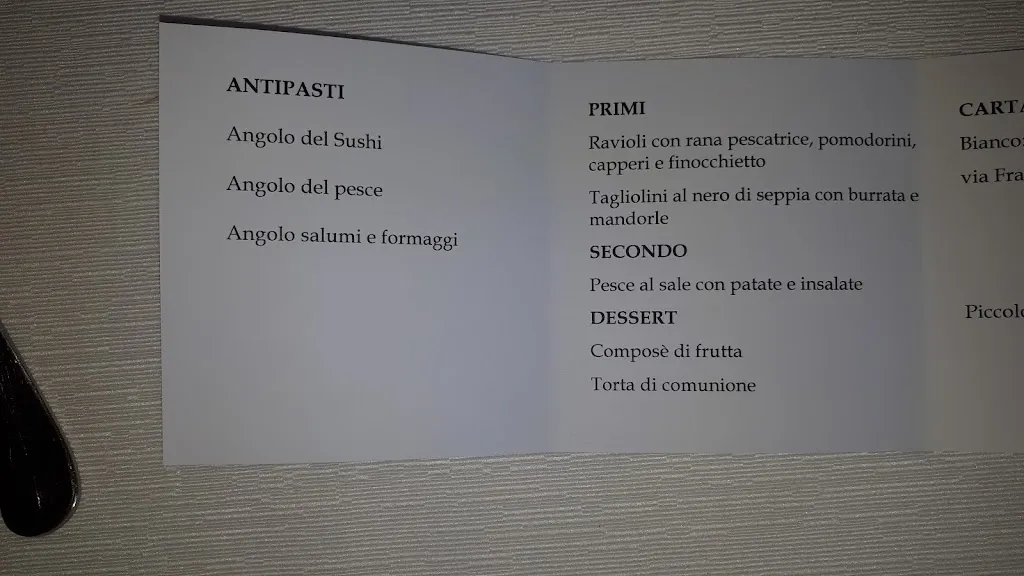 ANTIPASTI
Angolo del Sushi
Angolo del pesce
Angolo salumi e formaggi
PRIMI
Ravioli con rana pescatrice, pomodorini,
capperi e finocchietto
Tagliolini al nero di seppia con burrata e
mandorle
SECONDO
Pesce al sale con patate e insalate
DESSERT
Composè di frutta
Torta di comunione
via